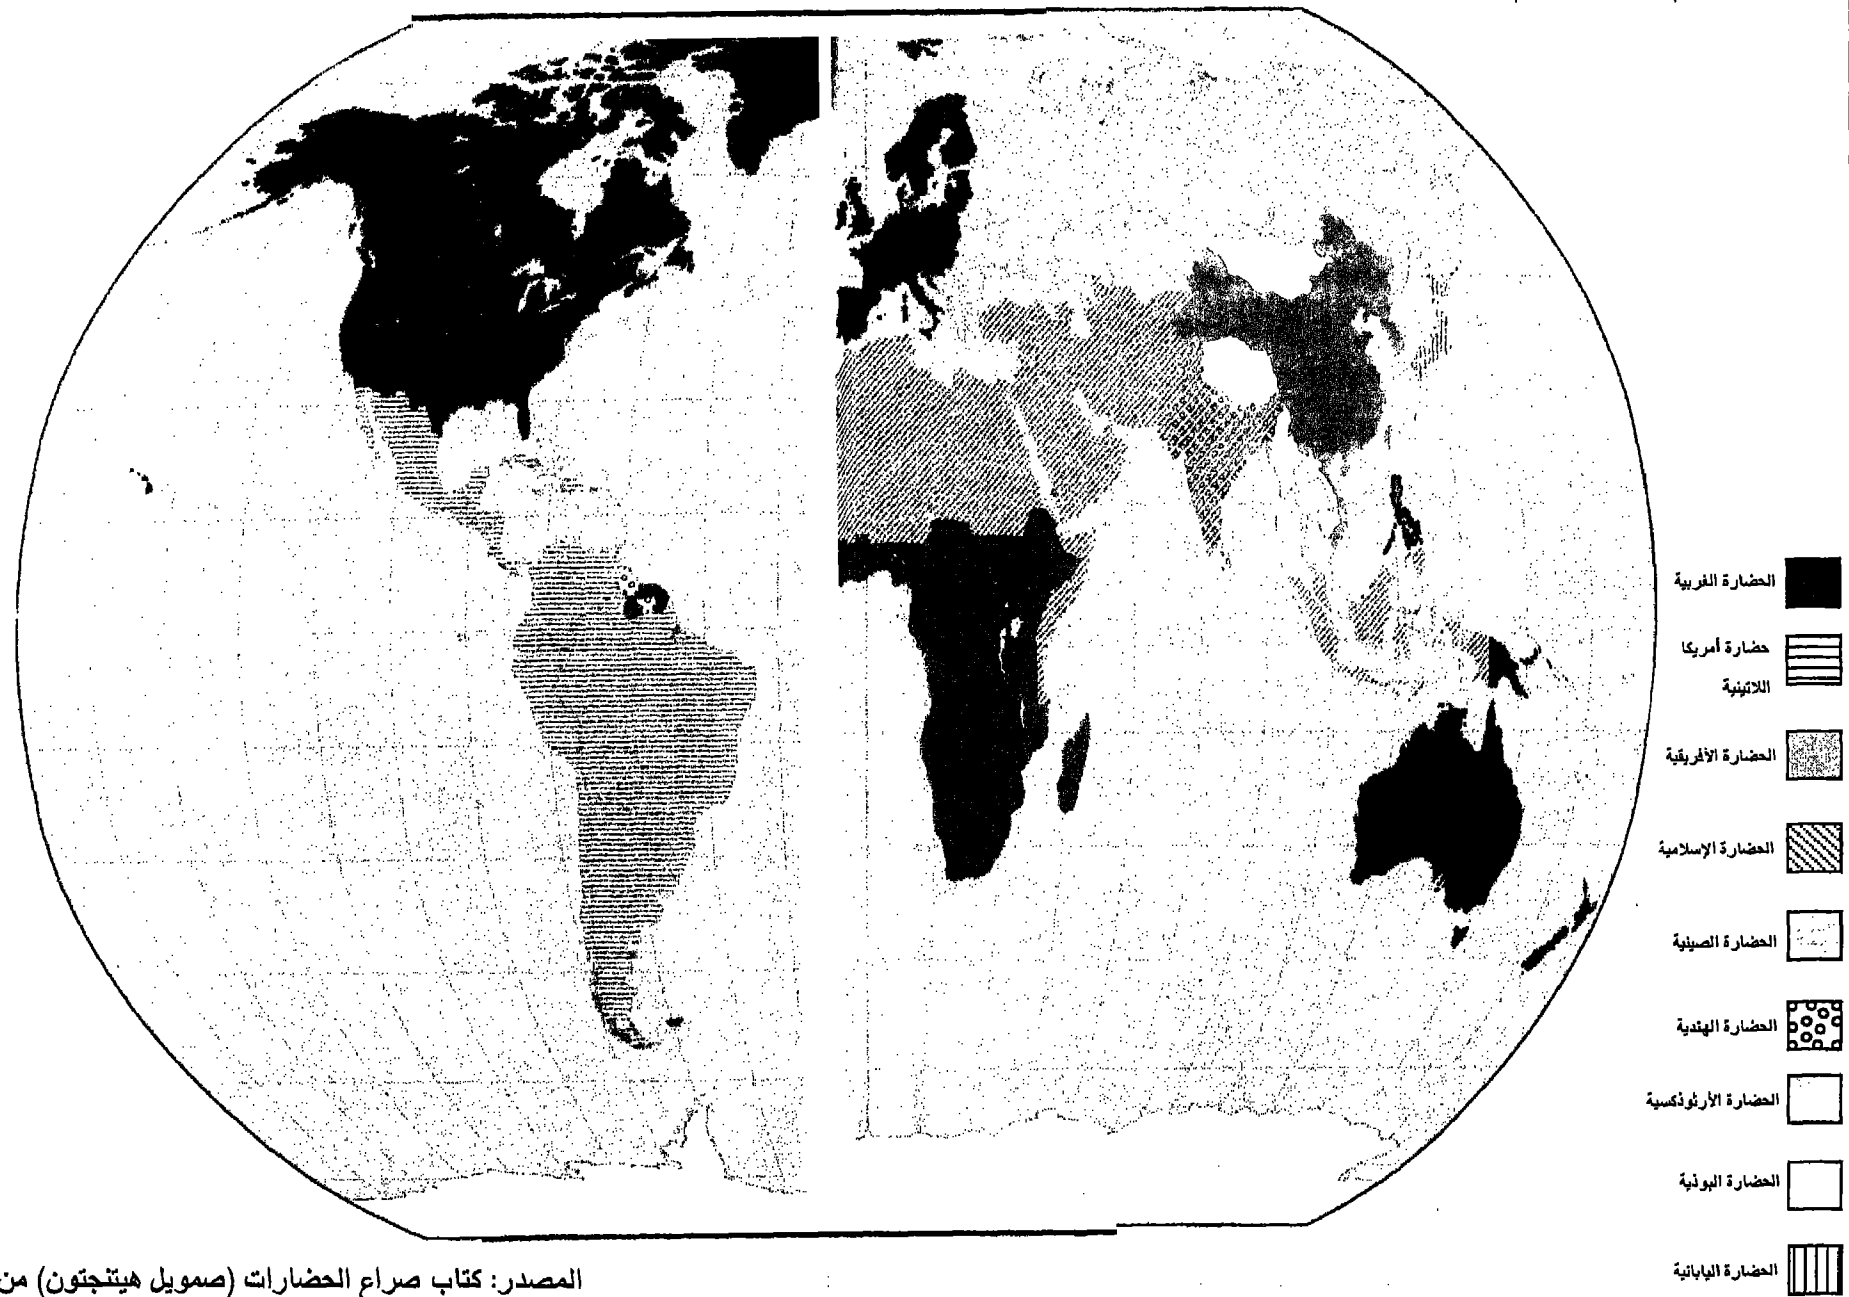 الحضارة الغربية
حضارة أمريكا
اللاتينية
الحضارة الأفريقية
الحضارة الإسلامية
الحضارة الصينية
الحضارة الهندية
الحضارة الأرثوذكسية
الحضارة البوذية
الحضارة اليابانية
المصدر: كتاب صراع الحضارات (صمويل هيتنجتون) من